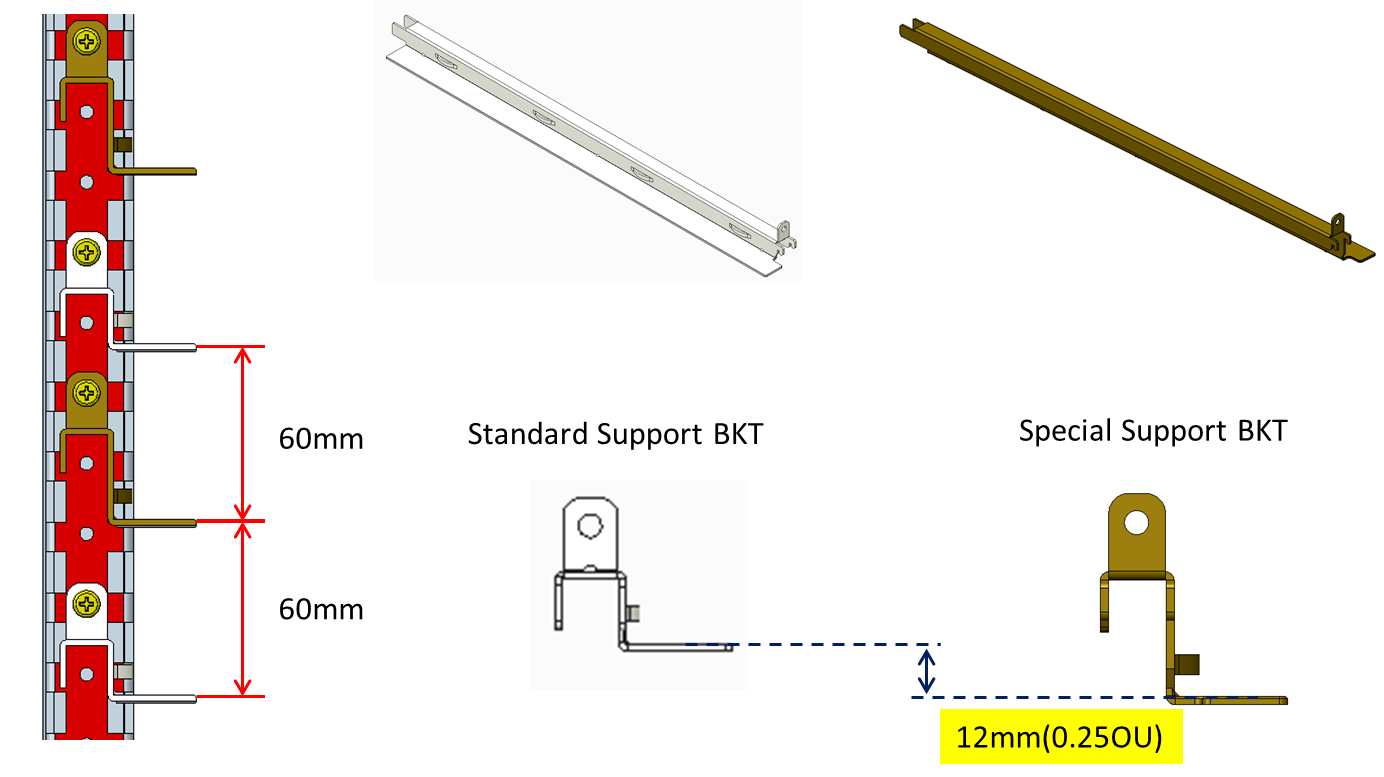 60mm
Standard Support BKT
Special Support BKT
60mm
12mm(0.25OU)